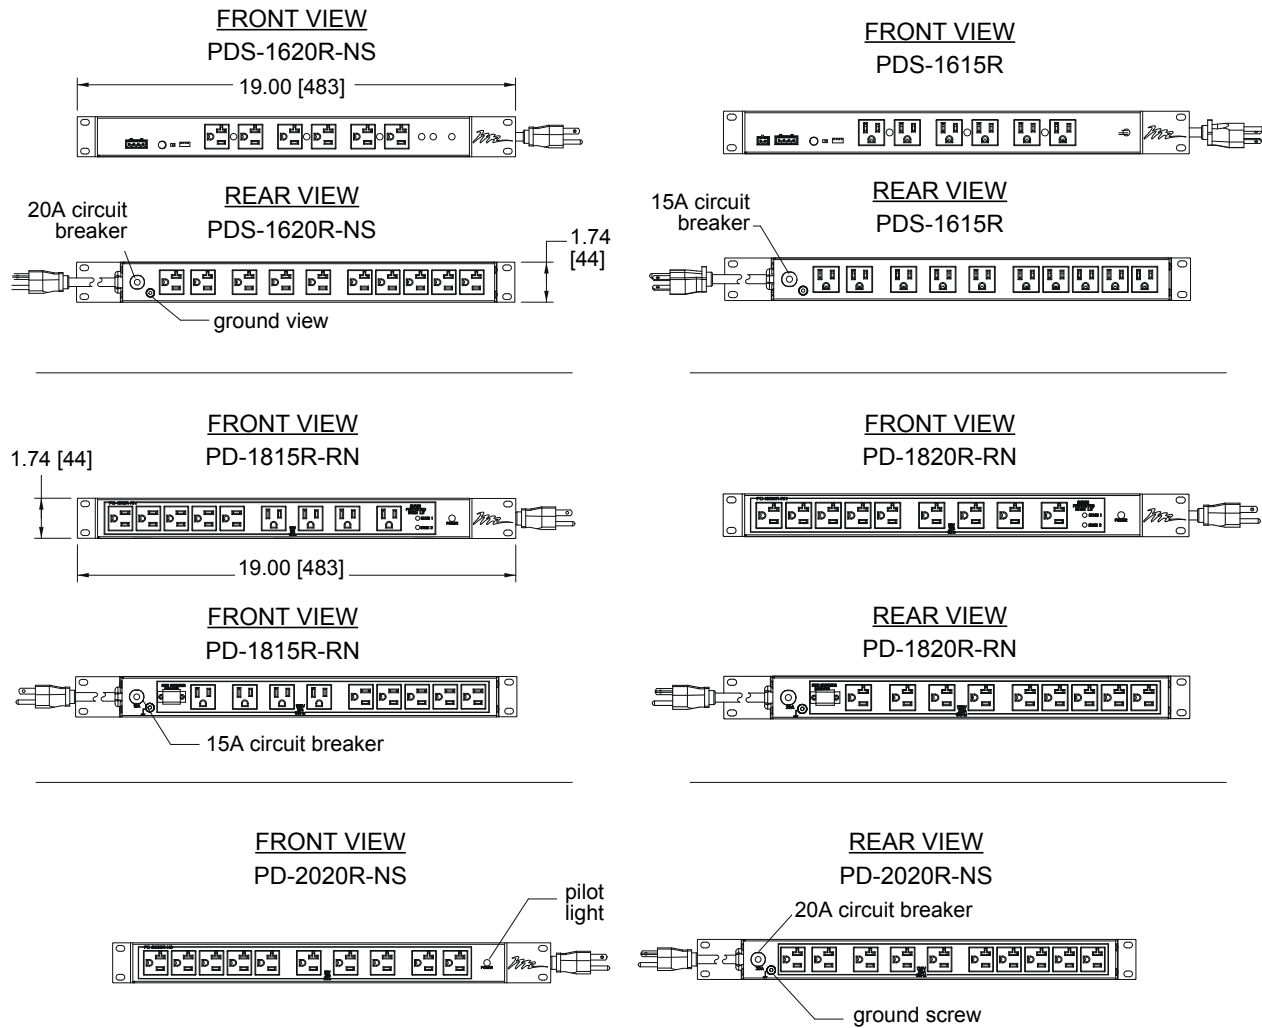 FRONT VIEW
PDS-1620R-NS
19.00 [483]
FRONT VIEW
PDS-1615R
REAR VIEW
PDS-1620R-NS
20A circuit
breaker
1.74
[44]
ground view
REAR VIEW
PDS-1615R
15A circuit
breaker
FRONT VIEW
PD-1815R-RN
1.74 [44]
19.00 [483]
FRONT VIEW
PD-1820R-RN
FRONT VIEW
PD-1815R-RN
15A circuit breaker
REAR VIEW
PD-1820R-RN
FRONT VIEW
PD-2020R-NS
pilot
light
REAR VIEW
PD-2020R-NS
20A circuit breaker
ground screw